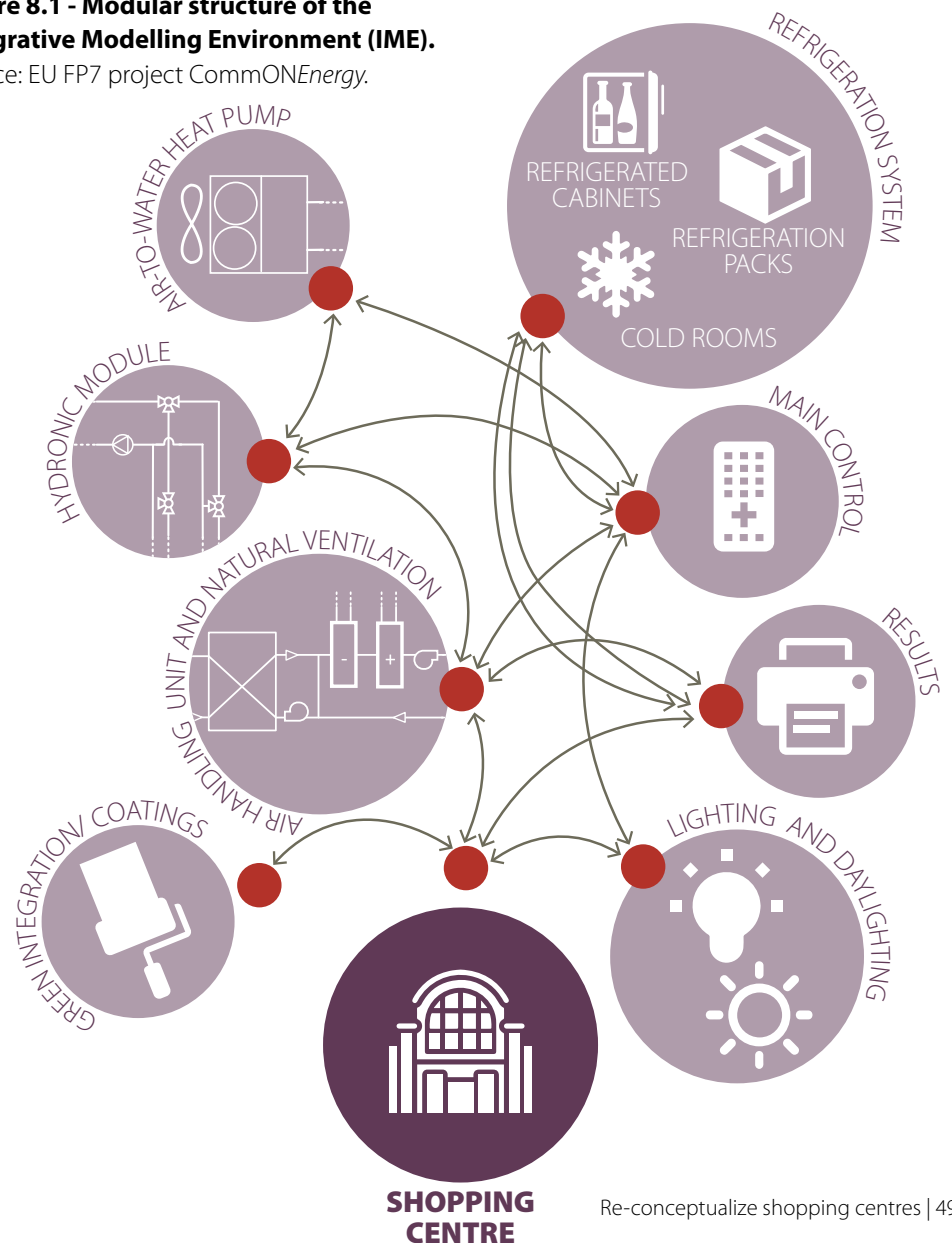 re 8.1 - Modular structure of the
grative Modelling Environment (IME).
ce: EU FP7 project CommONEnergy.
AIR-TO-WATER HEAT PUMP
REFRIGERATION SYSTEM
REFRIGERATED
CABINETS
REFRIGERATION
PACKS
COLD ROOMS
HYDRONIC MODULE
MAIN CONTROL
AIR HANDLING UNIT AND NATURAL VENTILATION
RESULTS
GREEN INTEGRATION/ COATINGS
LIGHTING AND DAYLIGHTING
SHOPPING
CENTRE
Re-conceptualize shopping centres | 49